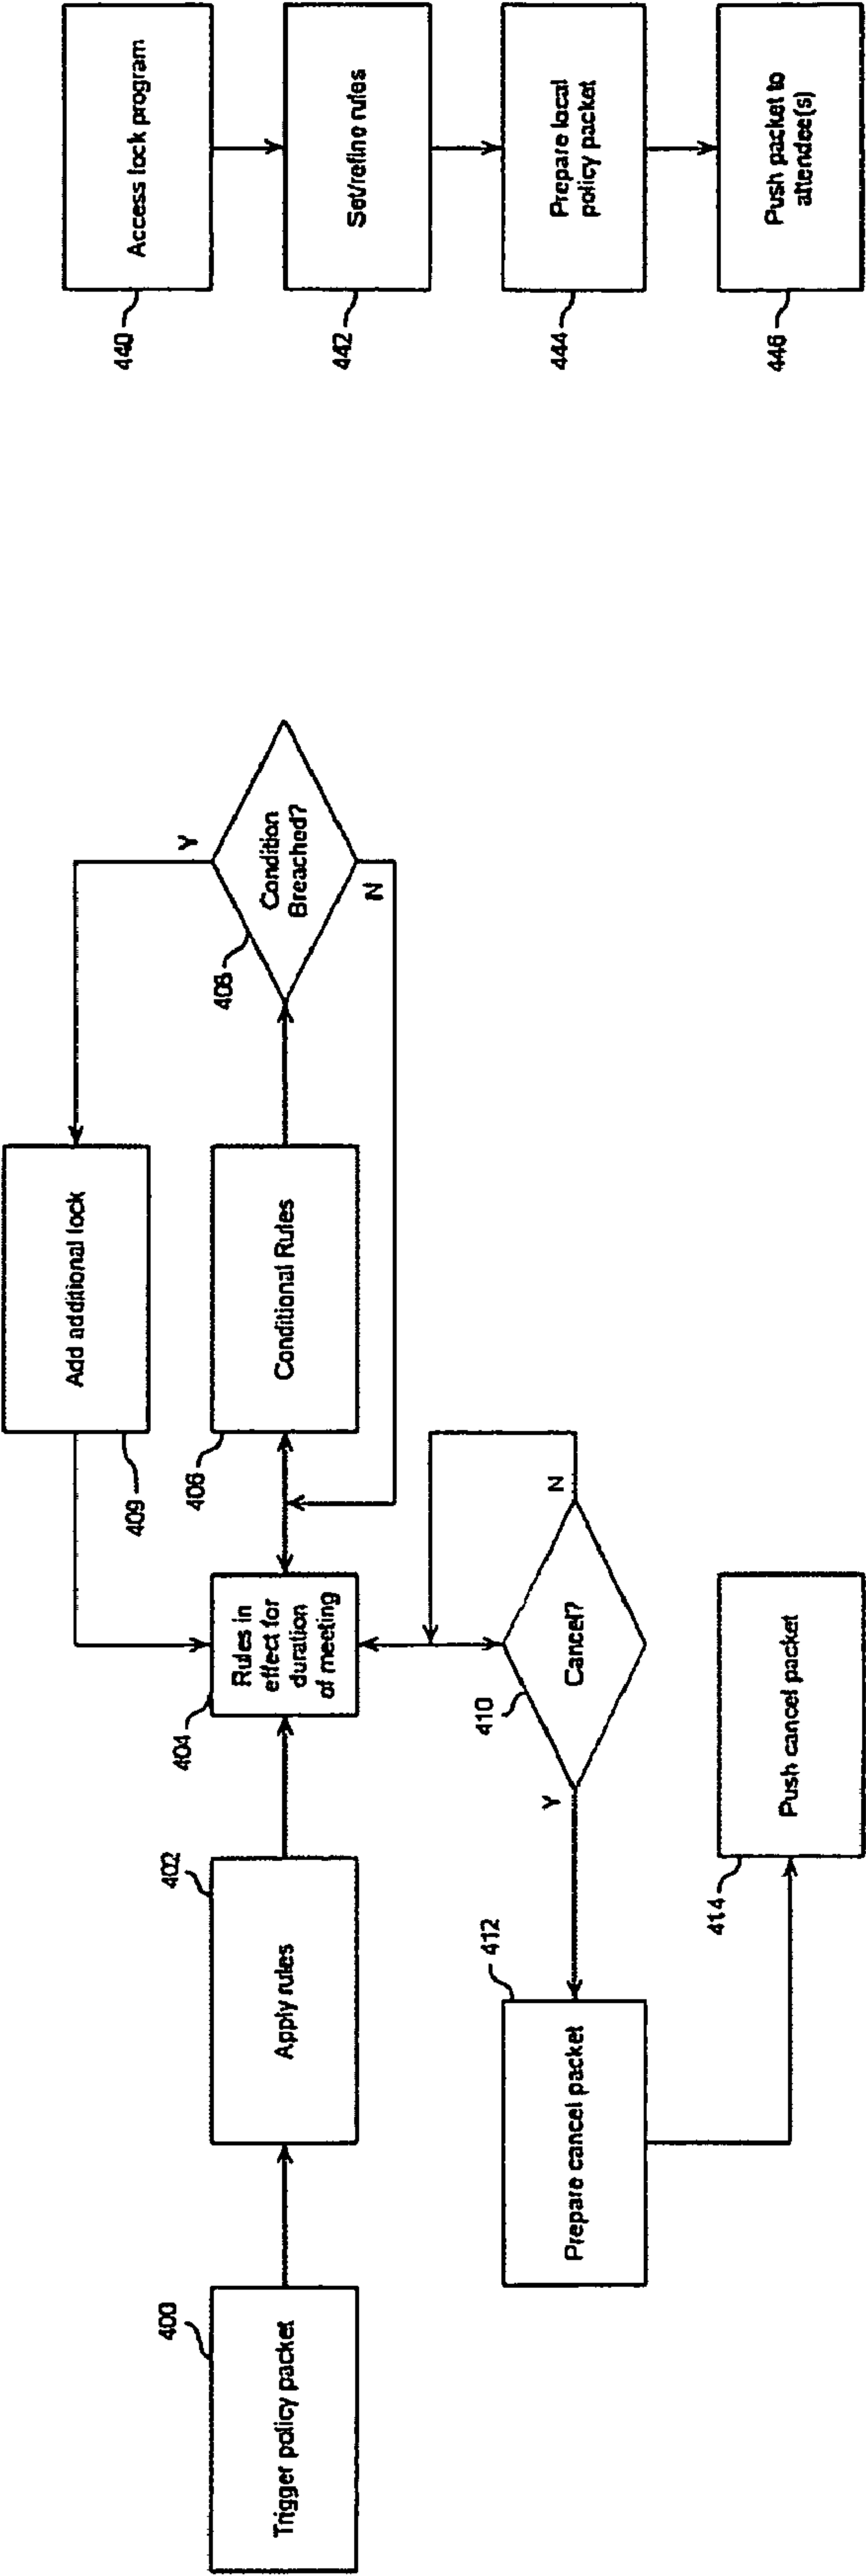 400
Trigger policy packet
402
Apply rules
404
Rules in
effect for
duration
of meeting
406
Conditional Rules
408
Condition
Breached?
Y
N
409
Add additional lock
410
Cancel?
N
Y
412
Prepare cancel packet
414
Push cancel packet
440
Access lock program
442
Set/refine rules
444
Prepare local
policy packet
446
Push packet to
attendee(s)